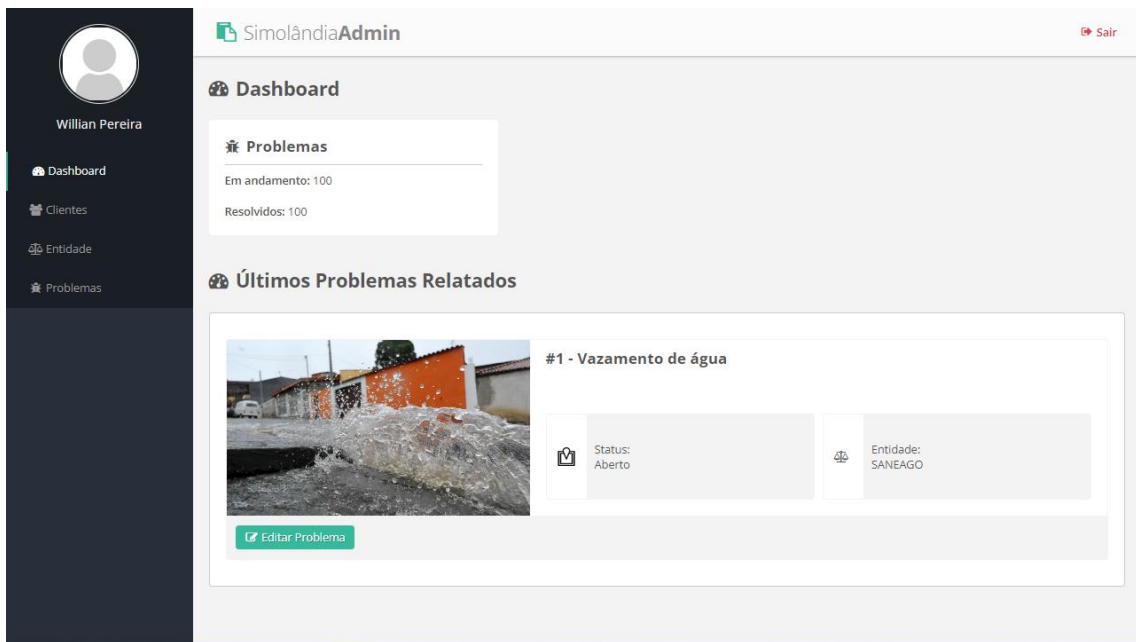 SimolândiaAdmin
Sair
Willian Pereira
Dashboard
Clientes
Entidade
Problemas
Dashboard
Problemas
Em andamento: 100
Resolvidos: 100
Últimos Problemas Relatados
#1 - Vazamento de água
Status:
Aberto
Entidade:
SANEAGO
Editar Problema